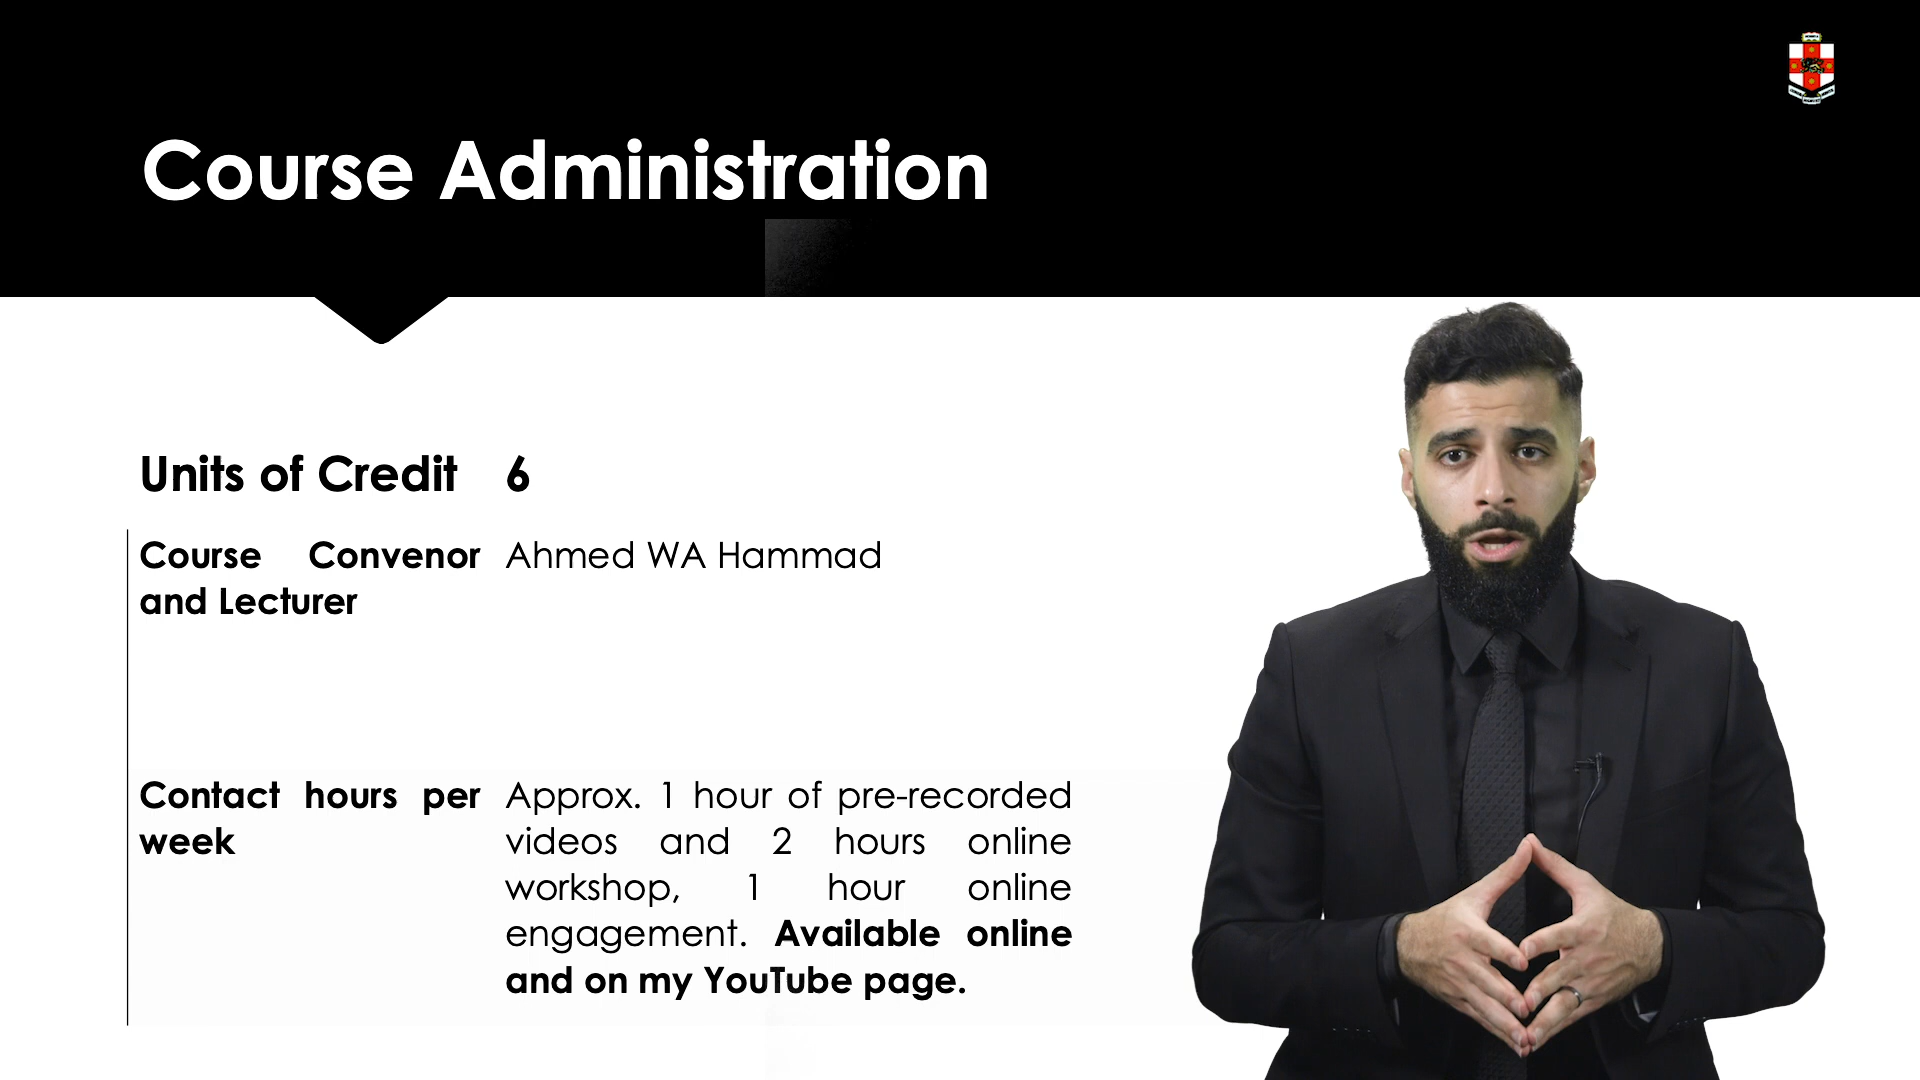 Course Administration
Units of Credit 6
Course Convenor Ahmed WA Hammad
and Lecturer
Contact hours per Approx. 1 hour of pre-recorded
week videos and 2 hours online
workshop, 1 hour online
engagement. Available online
and on my YouTube page.